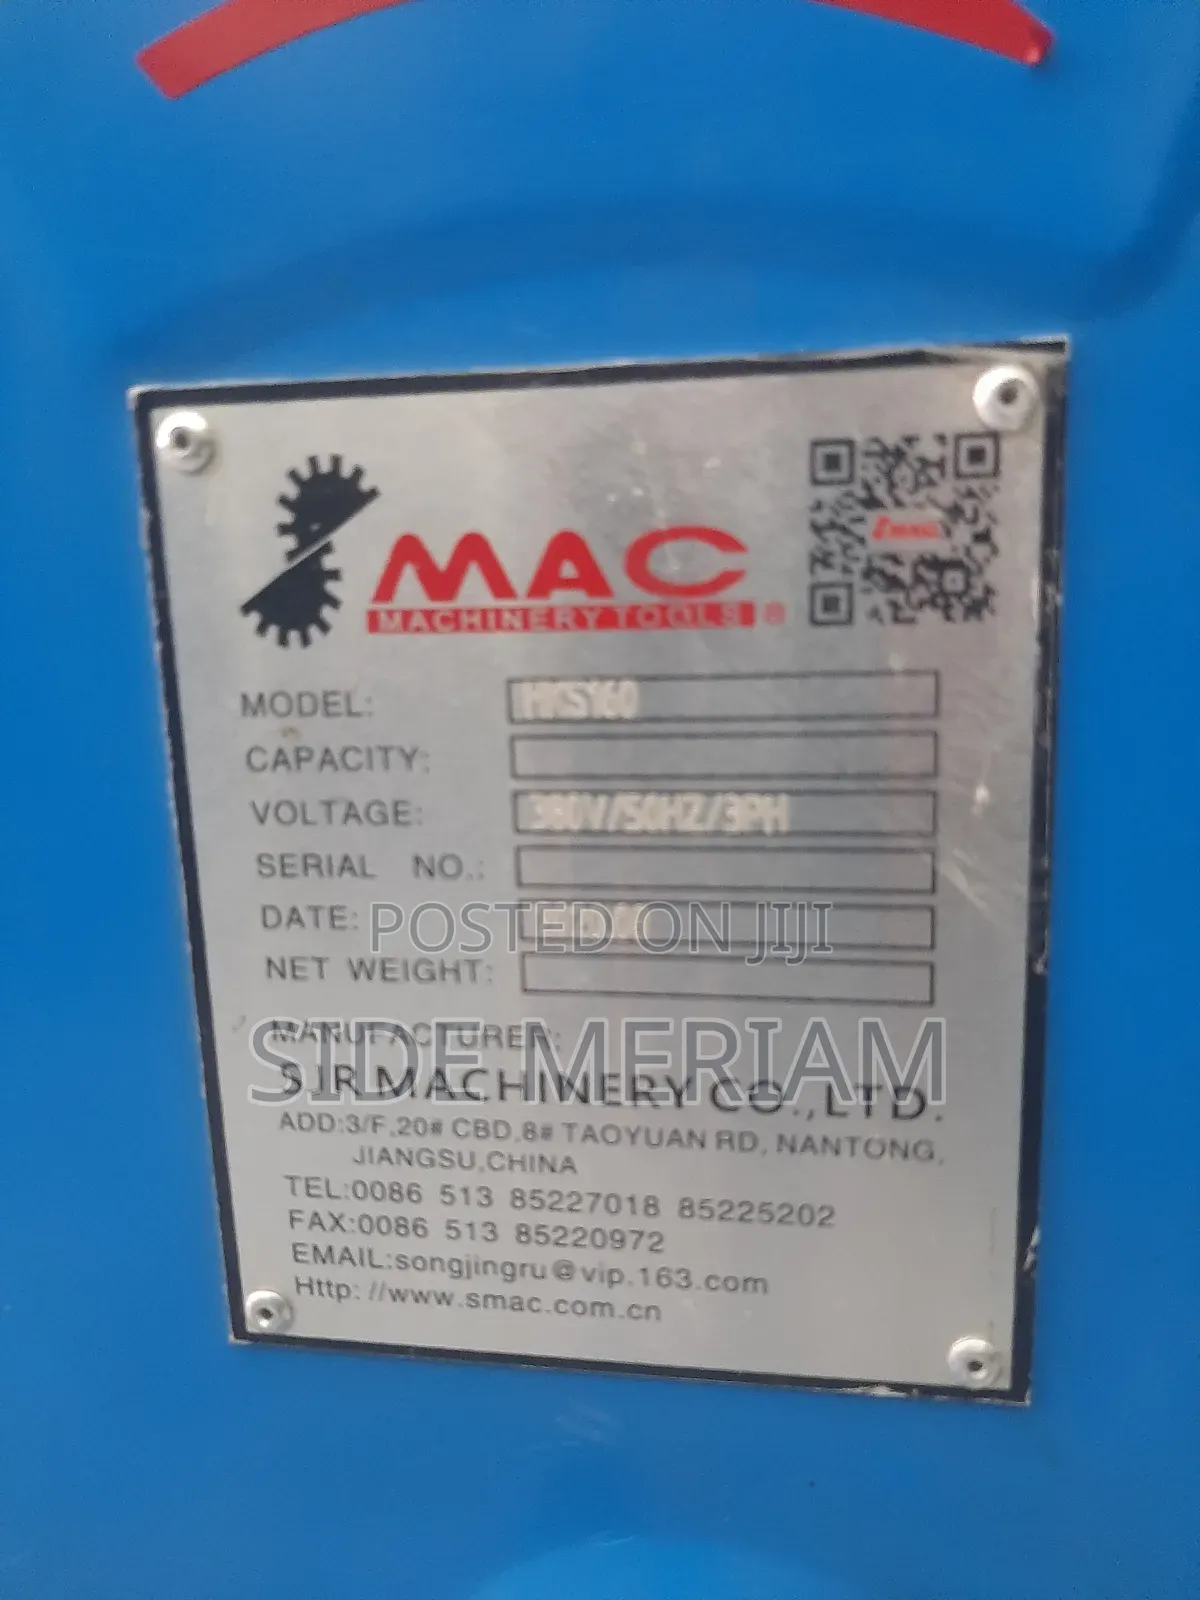 MAC
MACHINERY TOOLS ®
MODEL: HKS160
CAPACITY:
VOLTAGE: 380V/50HZ/3PH
SERIAL NO.:
DATE:
POSTED ON JIJI
NET WEIGHT:
MANUFACTURER:
SIDE MERIAM
SJR MACHINERY CO.,LTD.
ADD:3/F,20# CBD,8# TAOYUAN RD, NANTONG,
JIANGSU,CHINA
TEL:0086 513 85227018 85225202
FAX:0086 513 85220972
EMAIL:songjingru@vip.163.com
Http: //www.smac.com.cn